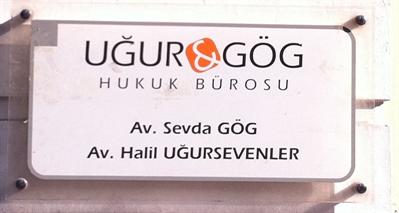 UĞUR&GÖG
HUKUK BÜROSU
Av. Sevda GÖG
Av. Halil UĞURSEVENLER